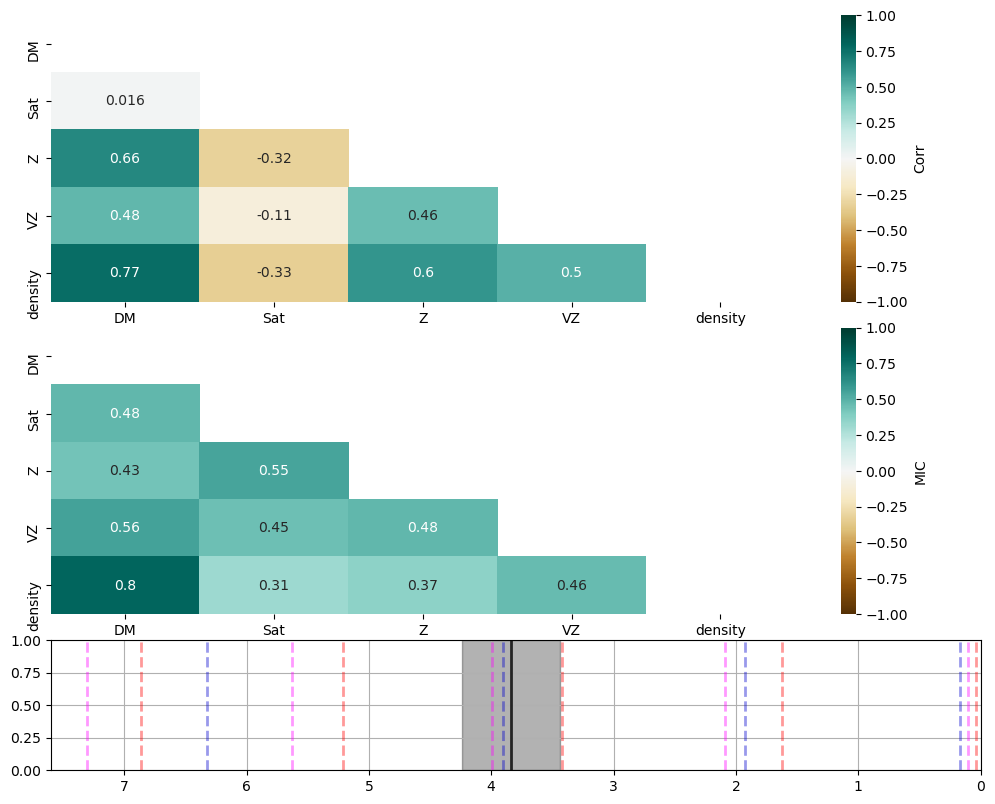 DM
Sat
Z
VZ
density
0.016
0.66 -0.32
0.48 -0.11 0.46
0.77 -0.33 0.6 0.5
DM Sat Z VZ density
1.00
0.75
0.50
0.25
0.00
−0.25
−0.50
−0.75
−1.00
Corr
DM
Sat
Z
VZ
density
0.48
0.43 0.55
0.56 0.45 0.48
0.8 0.31 0.37 0.46
DM Sat Z VZ density
1.00
0.75
0.50
0.25
0.00
−0.25
−0.50
−0.75
−1.00
MIC
1.00
0.75
0.50
0.25
0.00
7 6 5 4 3 2 1 0